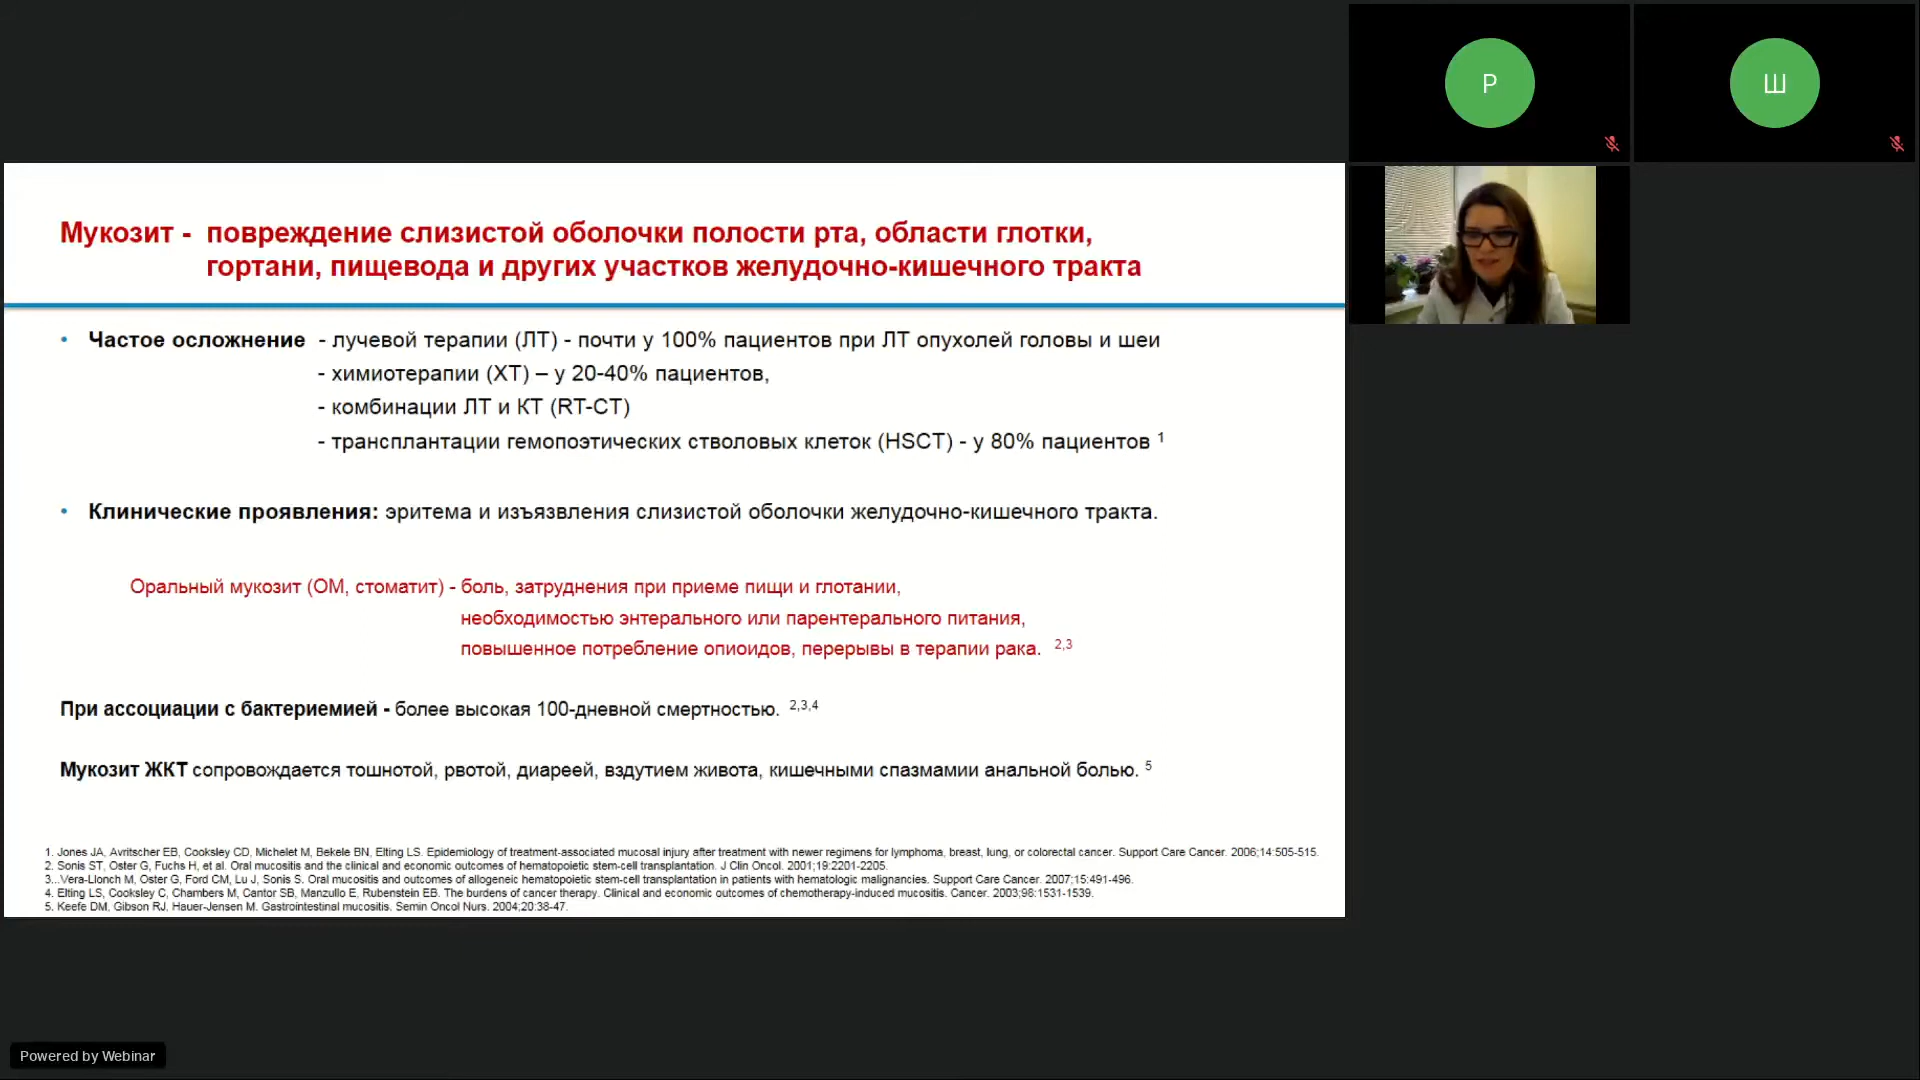 Р
Ш
Мукозит - повреждение слизистой оболочки полости рта, области глотки,
гортани, пищевода и других участков желудочно-кишечного тракта
• Частое осложнение - лучевой терапии (ЛТ) - почти у 100% пациентов при ЛТ опухолей головы и шеи
- химиотерапии (ХТ) – у 20-40% пациентов,
- комбинации ЛТ и КТ (RT-CT)
- трансплантации гемопоэтических стволовых клеток (HSCT) - у 80% пациентов 1
• Клинические проявления: эритема и изъязвления слизистой оболочки желудочно-кишечного тракта.
Оральный мукозит (ОМ, стоматит) - боль, затруднения при приеме пищи и глотании,
необходимостью энтерального или парентерального питания,
повышенное потребление опиоидов, перерывы в терапии рака. 2,3
При ассоциации с бактериемией - более высокая 100-дневной смертностью. 2,3,4
Мукозит ЖКТ сопровождается тошнотой, рвотой, диареей, вздутием живота, кишечными спазмамии анальной болью. 5
1. Jones JA, Avritscher EB, Cooksley CD, Michelet M, Bekele BN, Elting LS. Epidemiology of treatment-associated mucosal injury after treatment with newer regimens for lymphoma, breast, lung, or colorectal cancer. Support Care Cancer. 2006;14:505-515.
2. Sonis ST, Oster G, Fuchs H, et al. Oral mucositis and the clinical and economic outcomes of hematopoietic stem-cell transplantation. J Clin Oncol. 2001;19:2201-2205.
3...Vera-Llonch M, Oster G, Ford CM, Lu J, Sonis S. Oral mucositis and outcomes of allogeneic hematopoietic stem-cell transplantation in patients with hematologic malignancies. Support Care Cancer. 2007;15:491-496.
4. Elting LS, Cooksley C, Chambers M, Cantor SB, Manzullo E, Rubenstein EB. The burdens of cancer therapy. Clinical and economic outcomes of chemotherapy-induced mucositis. Cancer. 2003;98:1531-1539.
5. Keefe DM, Gibson RJ, Hauer-Jensen M. Gastrointestinal mucositis. Semin Oncol Nurs. 2004;20:38-47.
Powered by Webinar